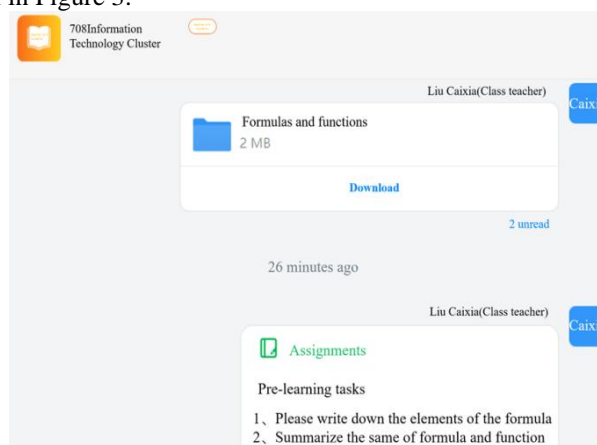 in Figure 3.
708Information
Technology Cluster
Liu Caixia(Class teacher)
Caix
Formulas and functions
2 MB
Download
2 unread
26 minutes ago
Liu Caixia(Class teacher)
Caix
Assignments
Pre-learning tasks
1、Please write down the elements of the formula
2、Summarize the same of formula and function